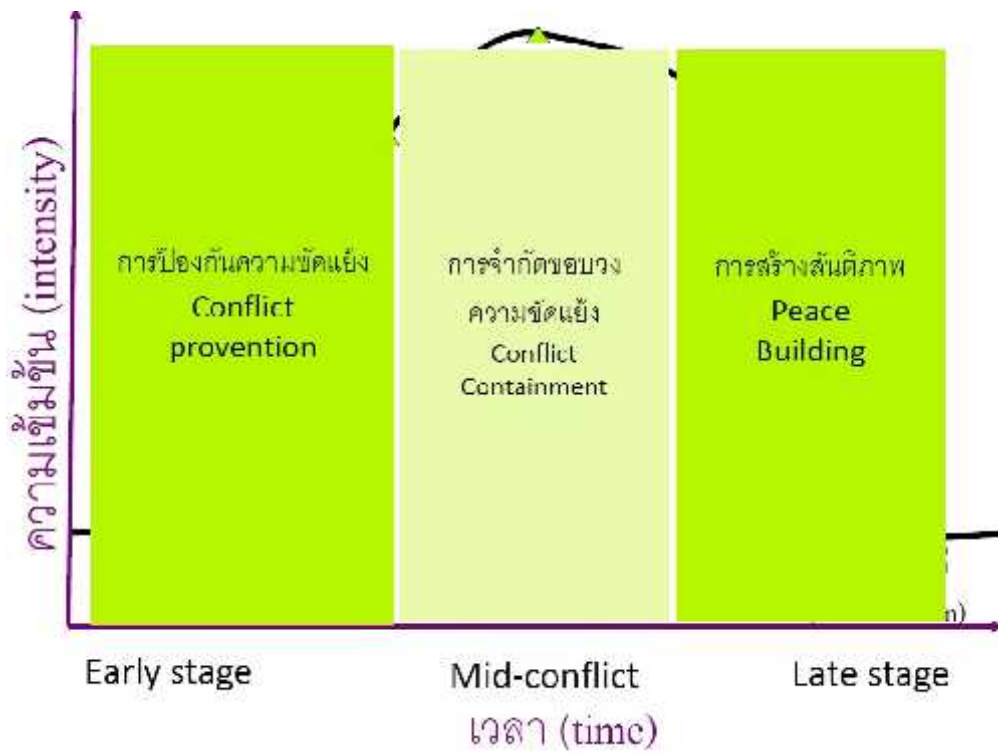 ความเข้มข้น (intensity)
การป้องกันความขัดแย้ง
Conflict
provention
การจำกัดขอบวง
ความขัดแย้ง
Conflict
Containment
การสร้างสันติภาพ
Peace
Building
Early stage
Mid-conflict
Late stage
เวลา (time)